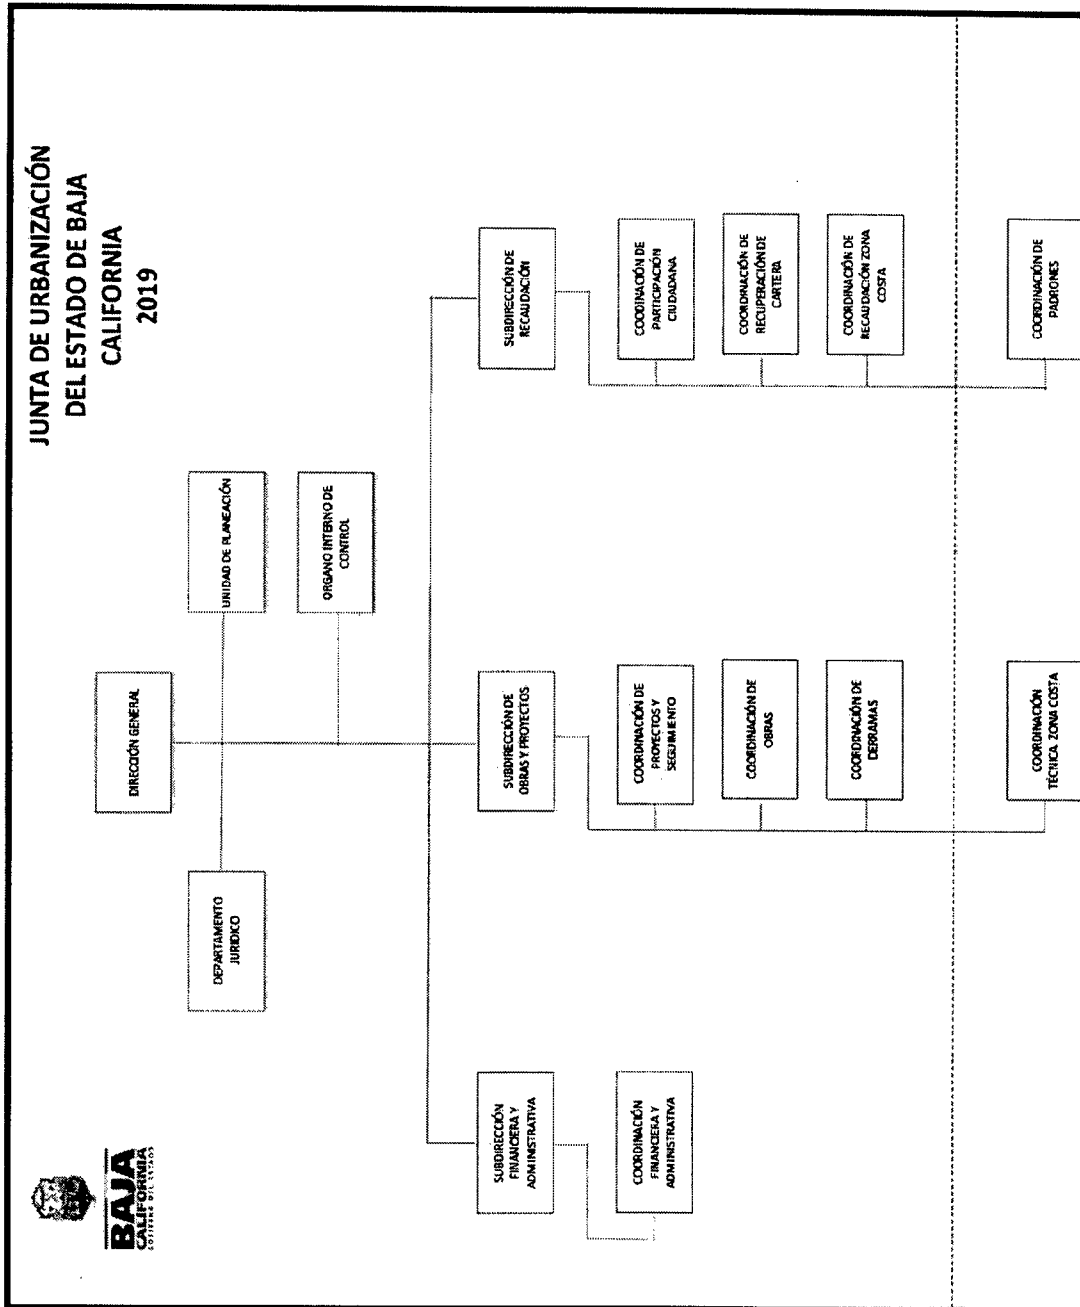 JUNTA DE URBANIZACIÓN
DEL ESTADO DE BAJA
CALIFORNIA
2019
BAJA
CALIFORNIA
GOBIERNO DEL ESTADO
DIRECCIÓN GENERAL
DEPARTAMENTO
JURIDICO
UNIDAD DE PLANEACIÓN
ORGANO INTERNO DE
CONTROL
SUBDIRECCIÓN
FINANCIERA Y
ADMINISTRATIVA
COORDINACIÓN
FINANCIERA Y
ADMINISTRATIVA
SUBDIRECCIÓN DE
OBRAS Y PROYECTOS
COORDINACIÓN DE
PROYECTOS Y
SEGUIMIENTO
COORDINACIÓN DE
OBRAS
COORDINACIÓN DE
DERRAMAS
COORDINACIÓN
TÉCNICA ZONA COSTA
SUBDIRECCIÓN DE
RECAUDACIÓN
COODINACIÓN DE
PARTICIPACIÓN
CIUDADANA
COORDINACIÓN DE
RECUPERACIÓN DE
CARTERA
COORDINACIÓN DE
RECAUDACIÓN ZONA
COSTA
COORDINACIÓN DE
PADRONES